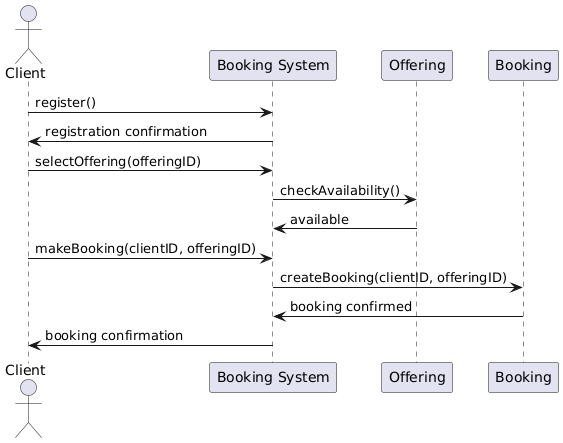 Client
Booking System
Offering
Booking
register()
registration confirmation
selectOffering(offeringID)
checkAvailability()
available
makeBooking(clientID, offeringID)
createBooking(clientID, offeringID)
booking confirmed
booking confirmation
Client
Booking System
Offering
Booking